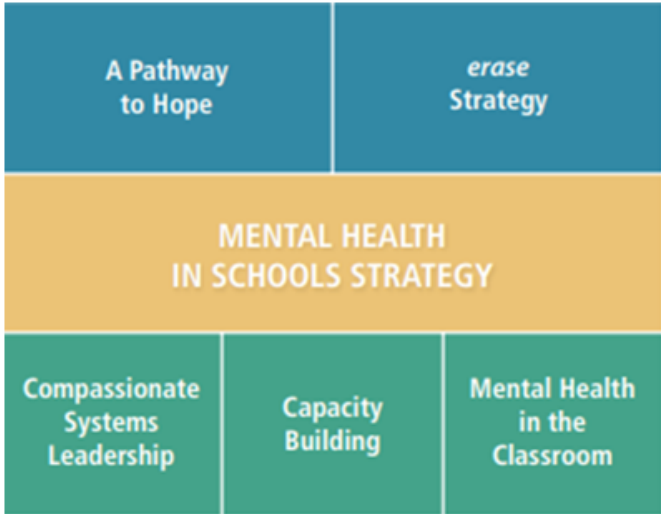 A Pathway
to Hope
erase
Strategy
MENTAL HEALTH
IN SCHOOLS STRATEGY
Compassionate
Systems
Leadership
Capacity
Building
Mental Health
in the
Classroom